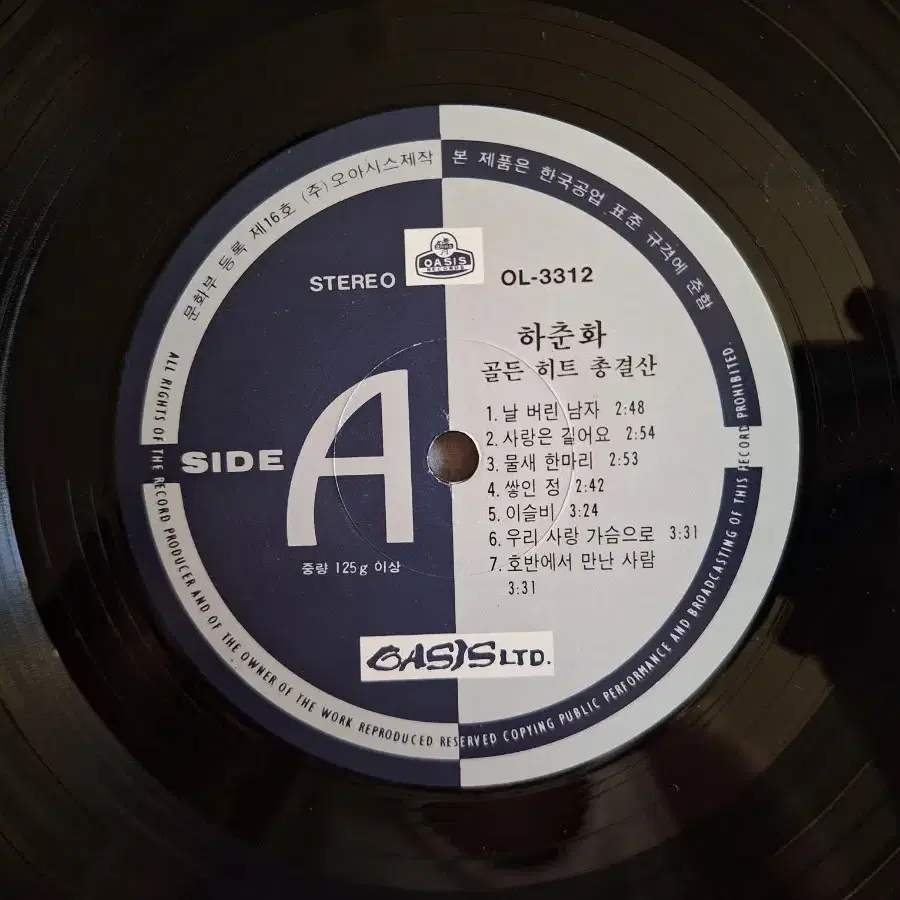 문화부 등록 제16호 (주)오아시스제작
본 제품은 한국공업 표준 규격에 준함
OASIS
RECORDS
STEREO
OL-3312
하춘화
골든 히트 총결산
1. 날 버린 남자 2:48
2. 사랑은 길어요 2:54
3. 물새 한마리 2:53
4. 쌓인 정 2:42
5. 이슬비 3:24
6. 우리 사랑 가슴으로 3:31
7. 호반에서 만난 사람
3:31
SIDE A
중량 125g 이상
OASIS LTD.
ALL RIGHTS OF THE RECORD PRODUCER AND OF THE OWNER OF THE WORK REPRODUCED RESERVED COPYING PUBLIC PERFORMANCE AND BROADCASTING OF THIS RECORD PROHIBITED.